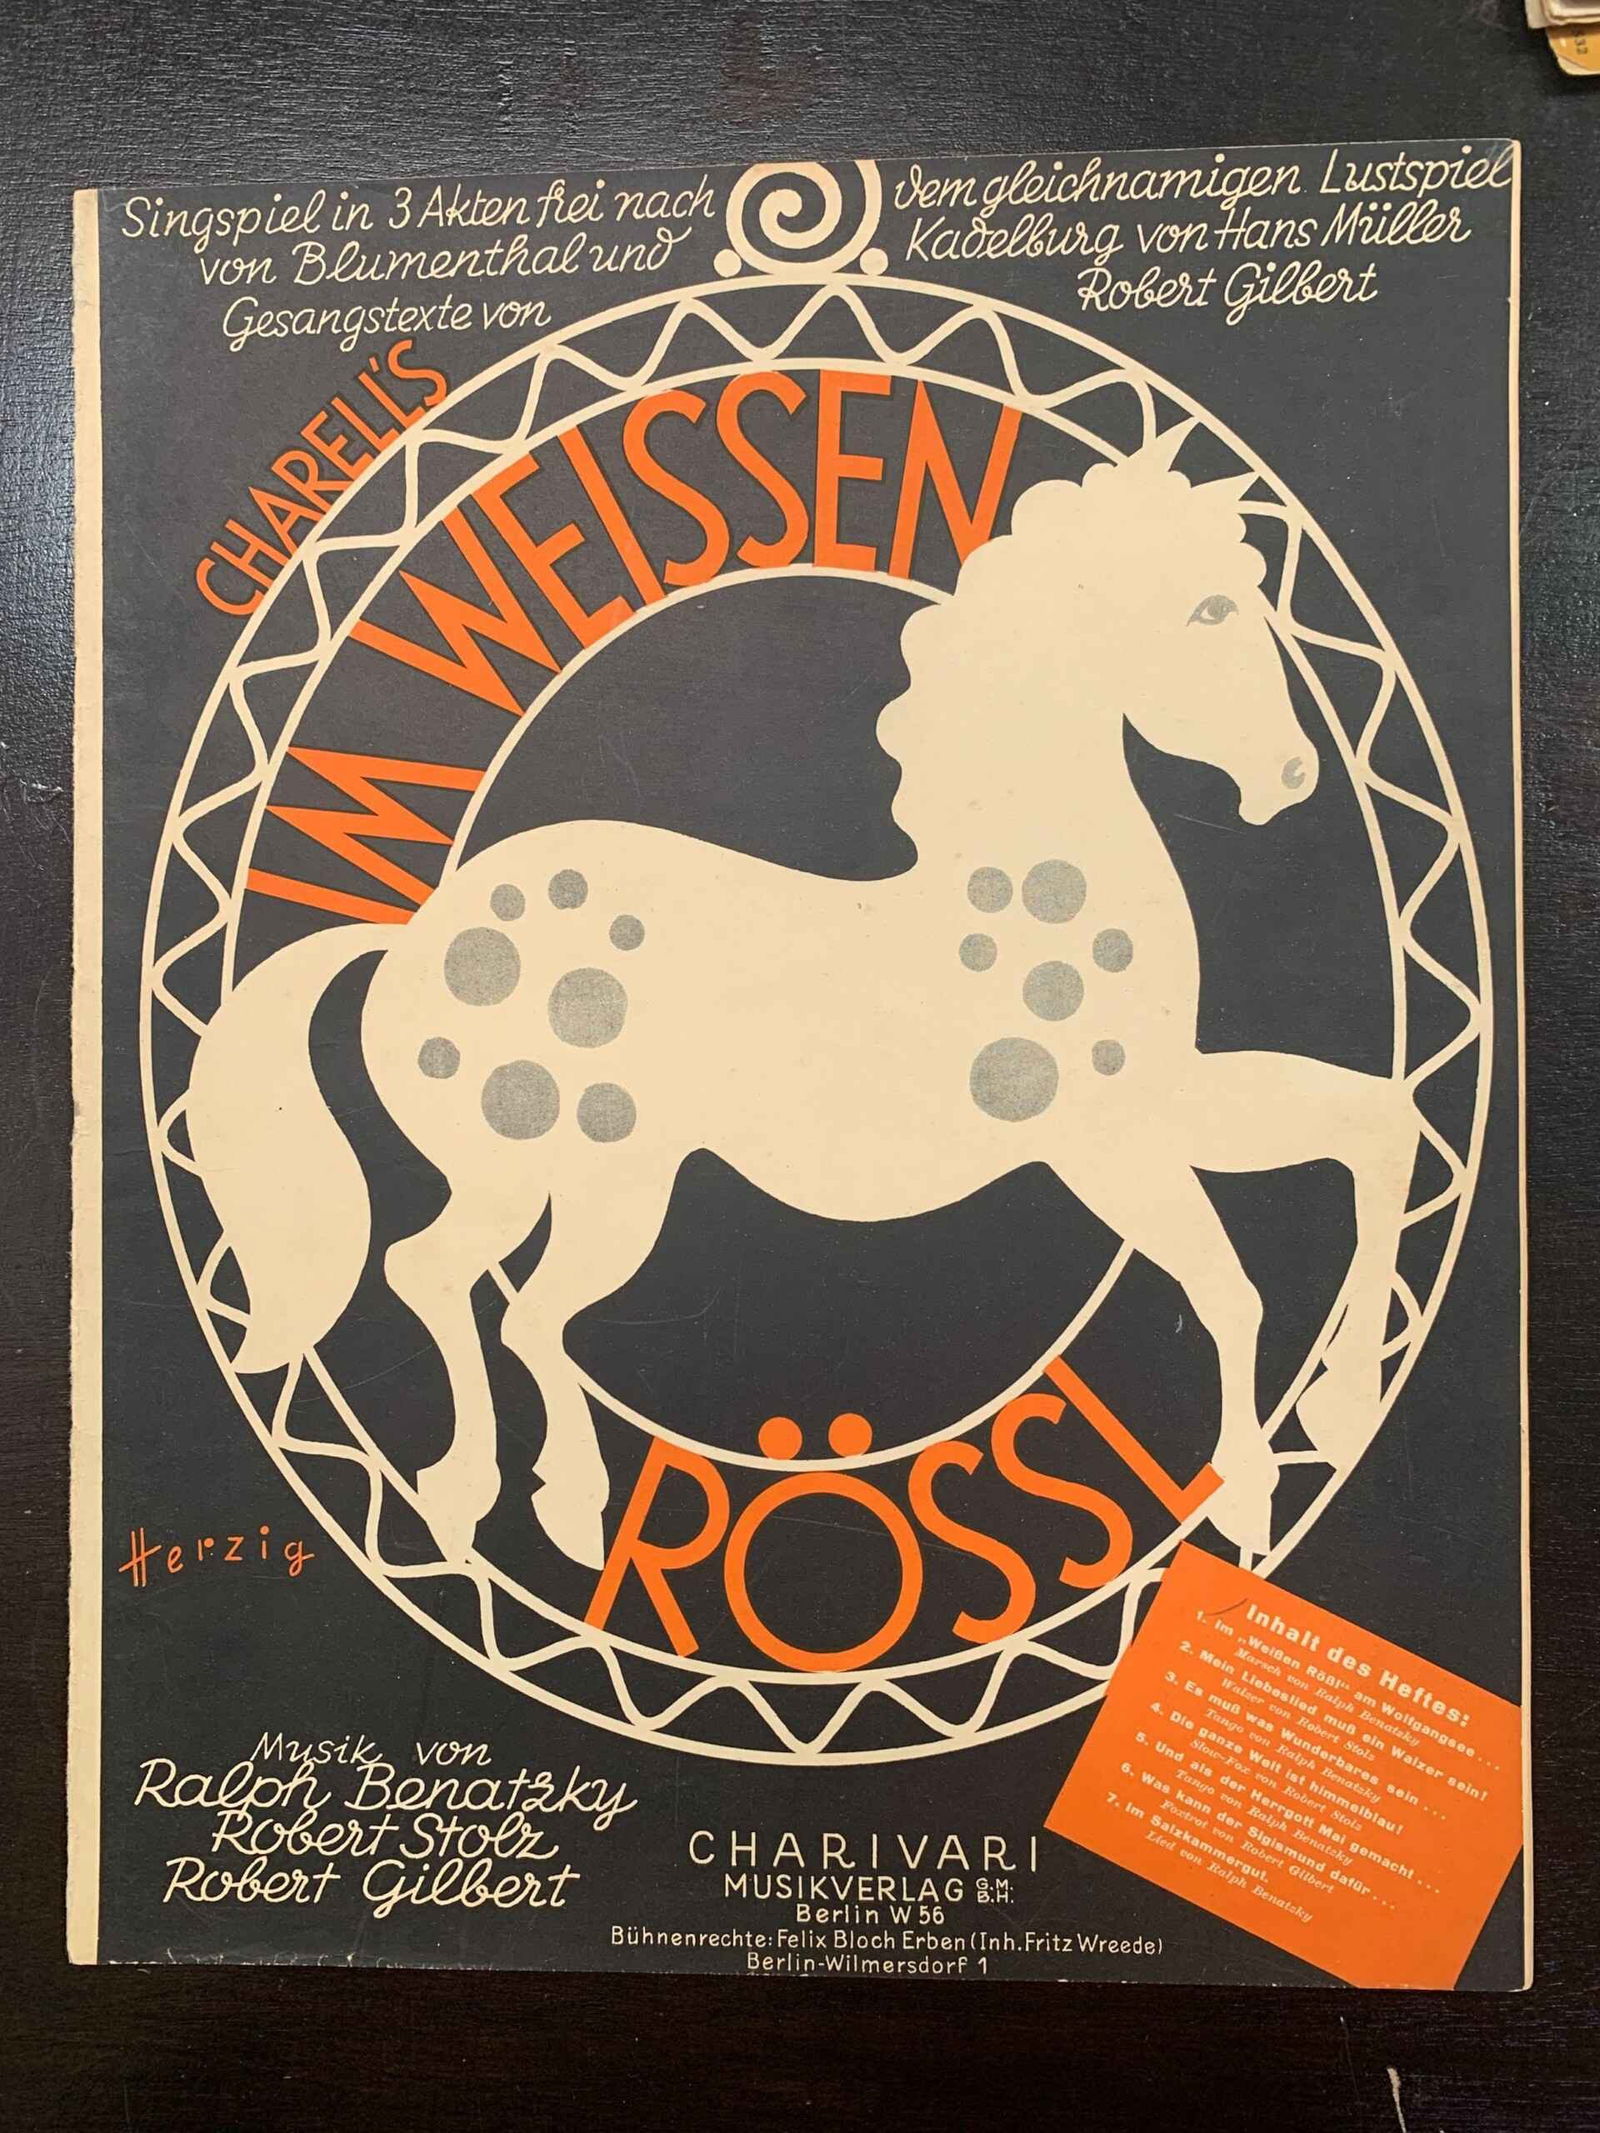 Singspiel in 3 Akten frei nach dem gleichnamigen Lustspiel
von Blumenthal und Kadelburg von Hans Müller
Gesangstexte von Robert Gilbert
CHARELL'S
IM WEISSEN
RÖSSL
Herzig
Musik von
Ralph Benatzky
Robert Stolz
Robert Gilbert
CHARIVARI
MUSIKVERLAG G.M.B.H.
Berlin W 56
Bühnenrechte: Felix Bloch Erben (Inh. Fritz Wreede)
Berlin-Wilmersdorf 1
Inhalt des Heftes:
1. Im „Weißen Rößl“ am Wolfgangsee...
Marsch von Ralph Benatzky
2. Mein Liebeslied muß ein Walzer sein!
Walzer von Robert Stolz
3. Es muß was Wunderbares sein...
Tango von Ralph Benatzky
4. Die ganze Welt ist himmelblau!
Slow-Fox von Robert Stolz
5. Und als der Herrgott Mai gemacht...
Tango von Ralph Benatzky
6. Was kann der Sigismund dafür...
Foxtrot von Robert Gilbert
7. Im Salzkammergut.
Lied von Ralph Benatzky